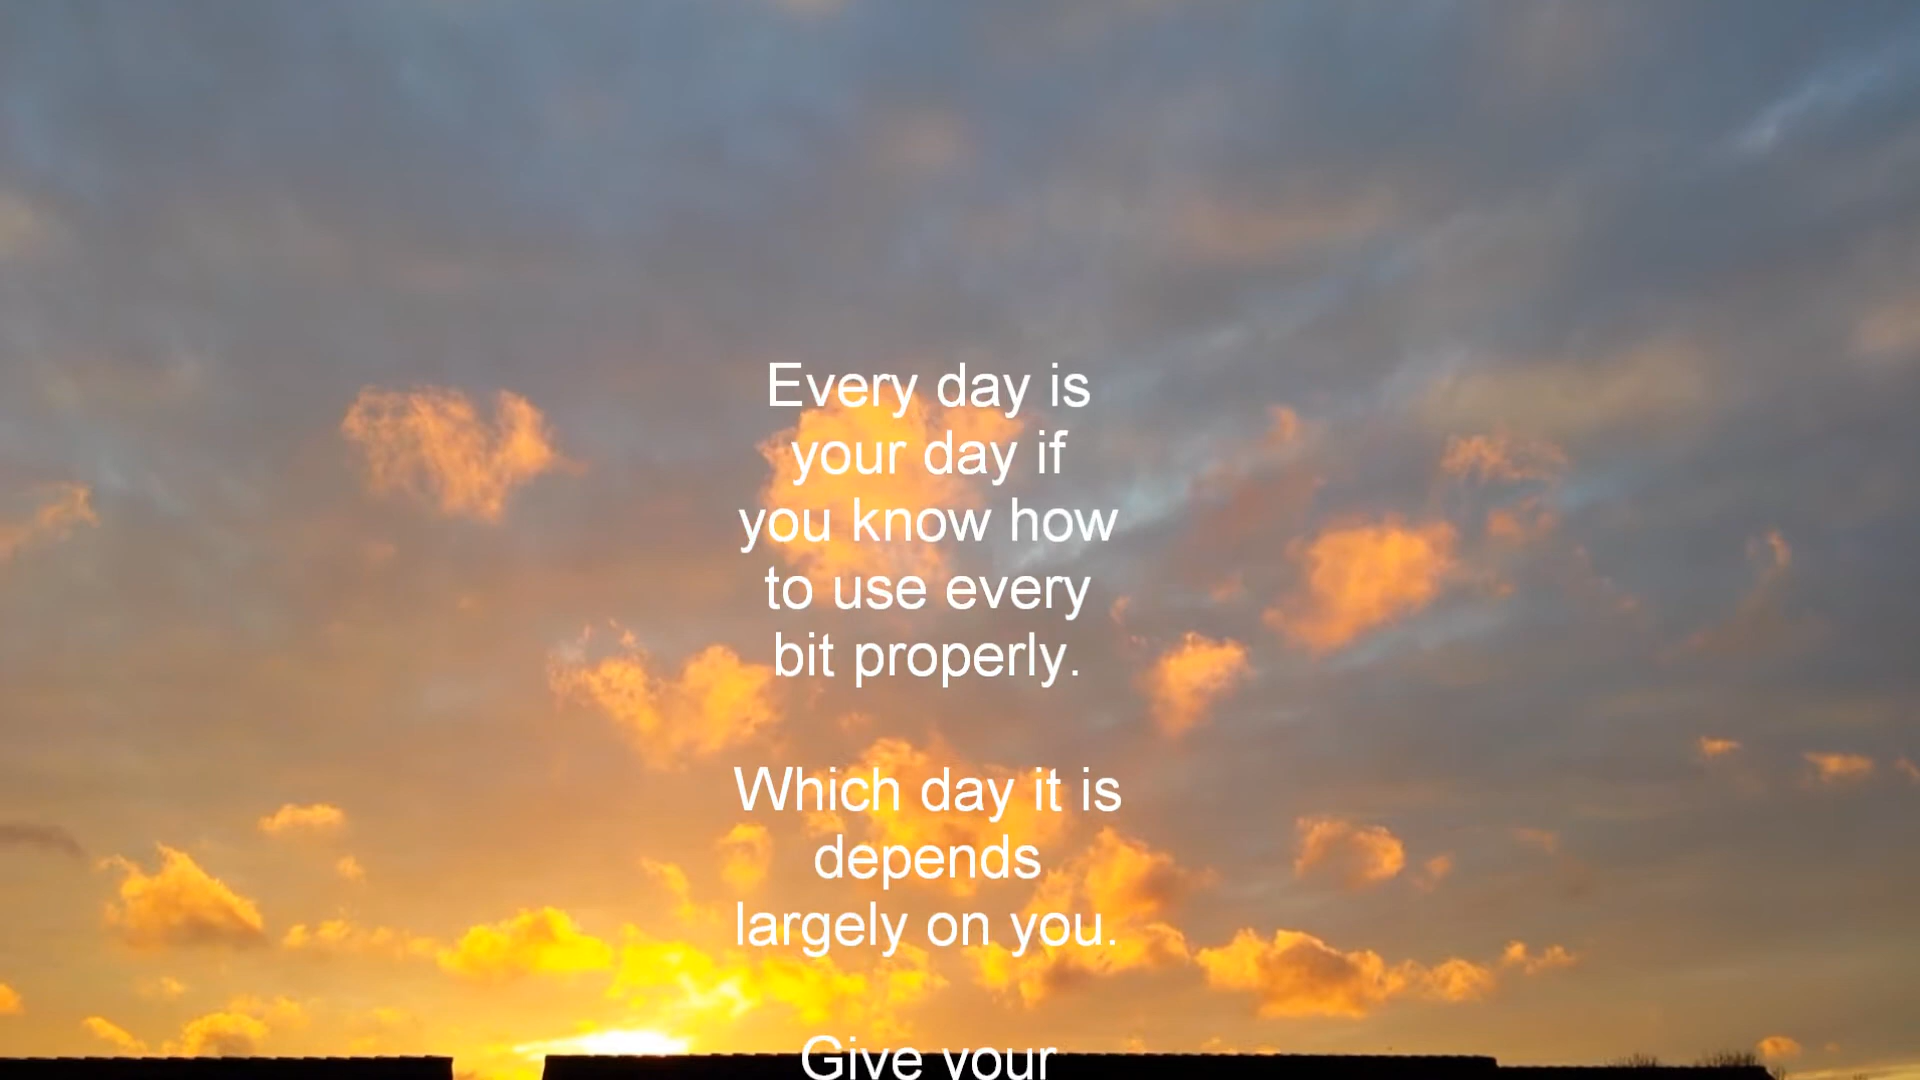 Every day is
your day if
you know how
to use every
bit properly.
Which day it is
depends
largely on you.
Give your